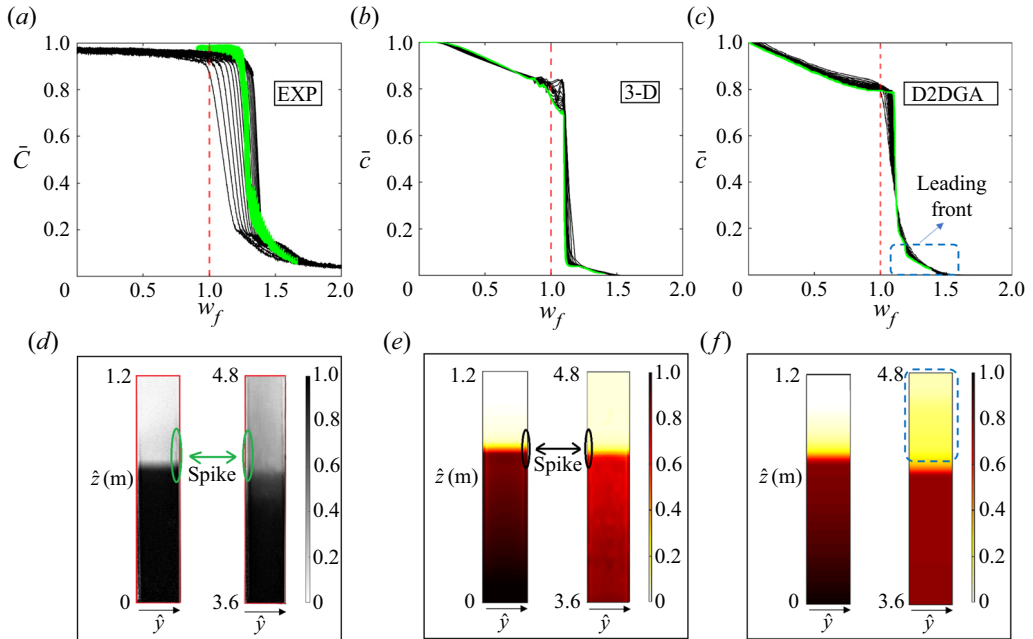 (a)
(b)
(c)
1.0
0.8
0.6
0.4
0.2
0
0.5
1.0
1.5
2.0
C̄
w_f
EXP
1.0
0.8
0.6
0.4
0.2
0
0.5
1.0
1.5
2.0
c̄
w_f
3-D
1.0
0.8
0.6
0.4
0.2
0
0.5
1.0
1.5
2.0
c̄
w_f
D2DGA
Leading
front
(d)
(e)
(f)
1.2
0
4.8
3.6
ẑ (m)
Spike
ŷ
ŷ
1.0
0.8
0.6
0.4
0.2
0
1.2
0
4.8
3.6
ẑ (m)
Spike
ŷ
ŷ
1.0
0.8
0.6
0.4
0.2
0
1.2
0
4.8
3.6
ẑ (m)
ŷ
ŷ
1.0
0.8
0.6
0.4
0.2
0